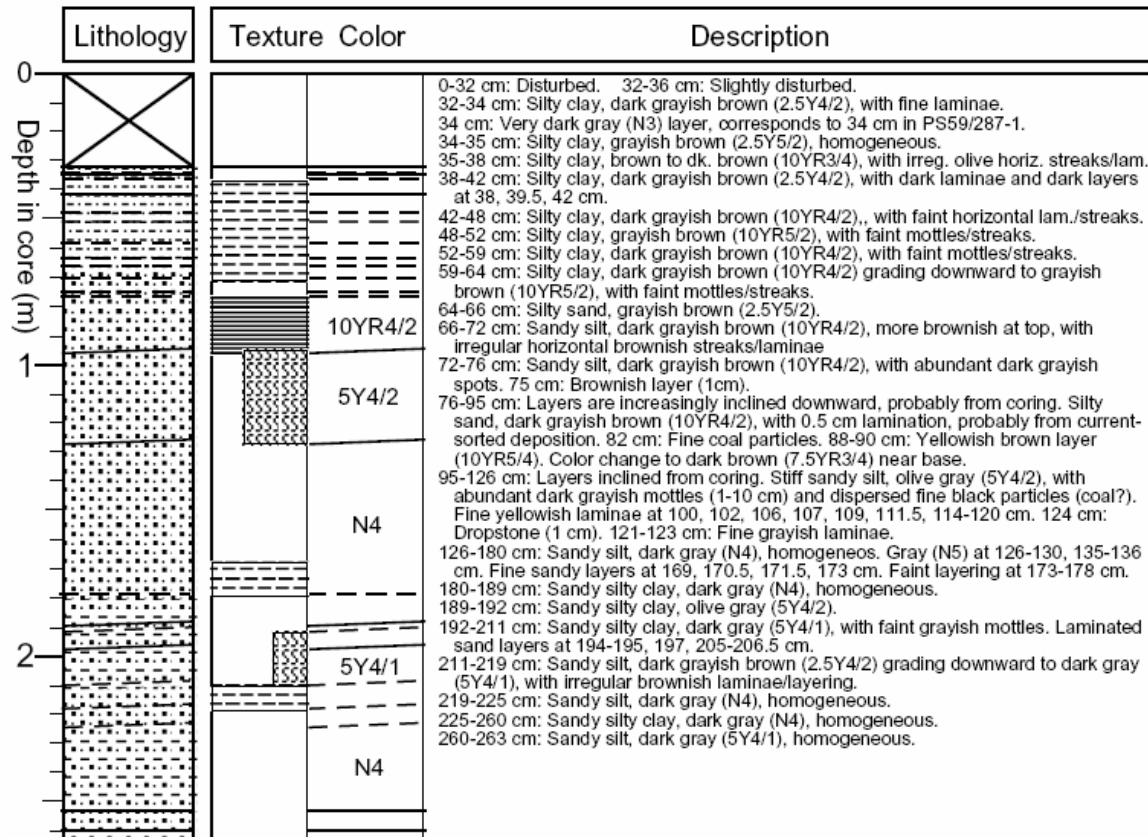 Lithology
Texture Color
Description
0
1
2
Depth in core (m)
10YR4/2
5Y4/2
N4
5Y4/1
N4
0-32 cm: Disturbed. 32-36 cm: Slightly disturbed.
32-34 cm: Silty clay, dark grayish brown (2.5Y4/2), with fine laminae.
34 cm: Very dark gray (N3) layer, corresponds to 34 cm in PS59/287-1.
34-35 cm: Silty clay, grayish brown (2.5Y5/2), homogeneous.
35-38 cm: Silty clay, brown to dk. brown (10YR3/4), with irreg. olive horiz. streaks/lam.
38-42 cm: Silty clay, dark grayish brown (2.5Y4/2), with dark laminae and dark layers
at 38, 39.5, 42 cm.
42-48 cm: Silty clay, dark grayish brown (10YR4/2),, with faint horizontal lam./streaks.
48-52 cm: Silty clay, grayish brown (10YR5/2), with faint mottles/streaks.
52-59 cm: Silty clay, dark grayish brown (10YR4/2), with faint mottles/streaks.
59-64 cm: Silty clay, dark grayish brown (10YR4/2) grading downward to grayish
brown (10YR5/2), with faint mottles/streaks.
64-66 cm: Silty sand, grayish brown (2.5Y5/2).
66-72 cm: Sandy silt, dark grayish brown (10YR4/2), more brownish at top, with
irregular horizontal brownish streaks/laminae
72-76 cm: Sandy silt, dark grayish brown (10YR4/2), with abundant dark grayish
spots. 75 cm: Brownish layer (1cm).
76-95 cm: Layers are increasingly inclined downward, probably from coring. Silty
sand, dark grayish brown (10YR4/2), with 0.5 cm lamination, probably from current-
sorted deposition. 82 cm: Fine coal particles. 88-90 cm: Yellowish brown layer
(10YR5/4). Color change to dark brown (7.5YR3/4) near base.
95-126 cm: Layers inclined from coring. Stiff sandy silt, olive gray (5Y4/2), with
abundant dark grayish mottles (1-10 cm) and dispersed fine black particles (coal?).
Fine yellowish laminae at 100, 102, 106, 107, 109, 111.5, 114-120 cm. 124 cm:
Dropstone (1 cm). 121-123 cm: Fine grayish laminae.
126-180 cm: Sandy silt, dark gray (N4), homogeneos. Gray (N5) at 126-130, 135-136
cm. Fine sandy layers at 169, 170.5, 171.5, 173 cm. Faint layering at 173-178 cm.
180-189 cm: Sandy silty clay, dark gray (N4), homogeneous.
189-192 cm: Sandy silty clay, olive gray (5Y4/2).
192-211 cm: Sandy silty clay, dark gray (5Y4/1), with faint grayish mottles. Laminated
sand layers at 194-195, 197, 205-206.5 cm.
211-219 cm: Sandy silt, dark grayish brown (2.5Y4/2) grading downward to dark gray
(5Y4/1), with irregular brownish laminae/layering.
219-225 cm: Sandy silt, dark gray (N4), homogeneous.
225-260 cm: Sandy silty clay, dark gray (N4), homogeneous.
260-263 cm: Sandy silt, dark gray (5Y4/1), homogeneous.